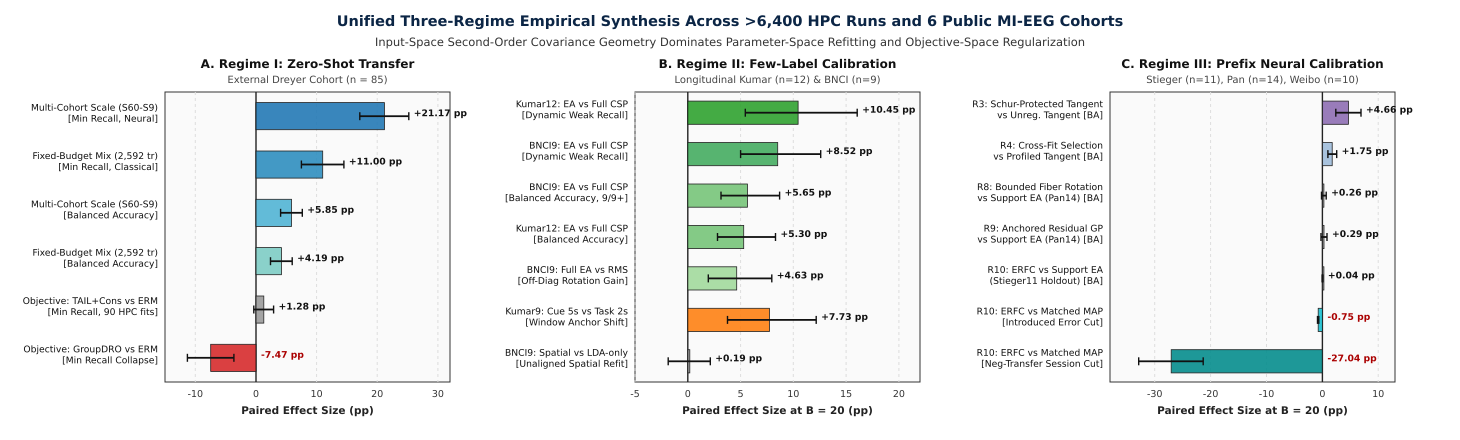 Unified Three-Regime Empirical Synthesis Across >6,400 HPC Runs and 6 Public MI-EEG Cohorts
Input-Space Second-Order Covariance Geometry Dominates Parameter-Space Refitting and Objective-Space Regularization
A. Regime I: Zero-Shot Transfer
External Dreyer Cohort (n = 85)
Multi-Cohort Scale (S60-S9)
[Min Recall, Neural]
+21.17 pp
Fixed-Budget Mix (2,592 tr)
[Min Recall, Classical]
+11.00 pp
Multi-Cohort Scale (S60-S9)
[Balanced Accuracy]
+5.85 pp
Fixed-Budget Mix (2,592 tr)
[Balanced Accuracy]
+4.19 pp
Objective: TAIL+Cons vs ERM
[Min Recall, 90 HPC fits]
+1.28 pp
Objective: GroupDRO vs ERM
[Min Recall Collapse]
-7.47 pp
-10 0 10 20 30
Paired Effect Size (pp)
B. Regime II: Few-Label Calibration
Longitudinal Kumar (n=12) & BNCI (n=9)
Kumar12: EA vs Full CSP
[Dynamic Weak Recall]
+10.45 pp
BNCI9: EA vs Full CSP
[Dynamic Weak Recall]
+8.52 pp
BNCI9: EA vs Full CSP
[Balanced Accuracy, 9/9+]
+5.65 pp
Kumar12: EA vs Full CSP
[Balanced Accuracy]
+5.30 pp
BNCI9: Full EA vs RMS
[Off-Diag Rotation Gain]
+4.63 pp
Kumar9: Cue 5s vs Task 2s
[Window Anchor Shift]
+7.73 pp
BNCI9: Spatial vs LDA-only
[Unaligned Spatial Refit]
+0.19 pp
-5 0 5 10 15 20
Paired Effect Size at B = 20 (pp)
C. Regime III: Prefix Neural Calibration
Stieger (n=11), Pan (n=14), Weibo (n=10)
R3: Schur-Protected Tangent
vs Unreg. Tangent [BA]
+4.66 pp
R4: Cross-Fit Selection
vs Profiled Tangent [BA]
+1.75 pp
R8: Bounded Fiber Rotation
vs Support EA (Pan14) [BA]
+0.26 pp
R9: Anchored Residual GP
vs Support EA (Pan14) [BA]
+0.29 pp
R10: ERFC vs Support EA
(Stieger11 Holdout) [BA]
+0.04 pp
R10: ERFC vs Matched MAP
[Introduced Error Cut]
-0.75 pp
R10: ERFC vs Matched MAP
[Neg-Transfer Session Cut]
-27.04 pp
-30 -20 -10 0 10
Paired Effect Size at B = 20 (pp)